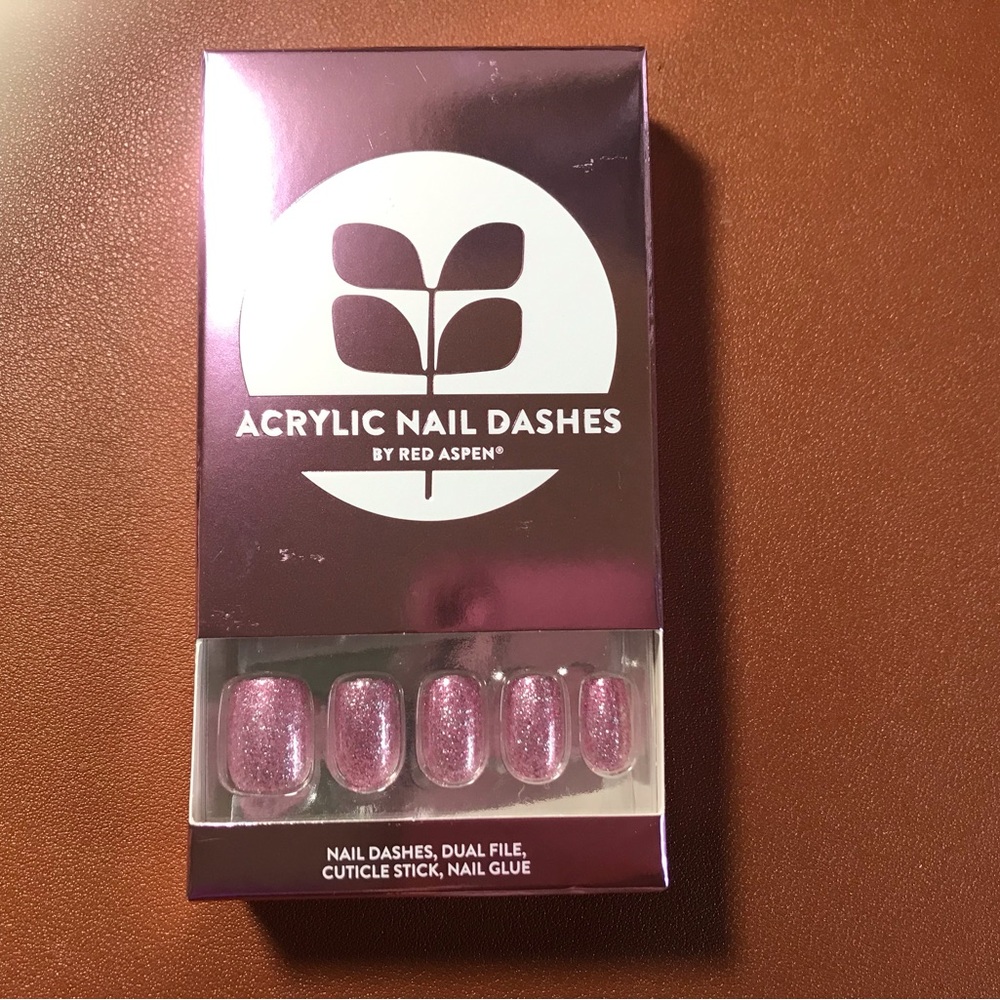 ACRYLIC NAIL DASHES
BY RED ASPEN®
NAIL DASHES, DUAL FILE,
CUTICLE STICK, NAIL GLUE